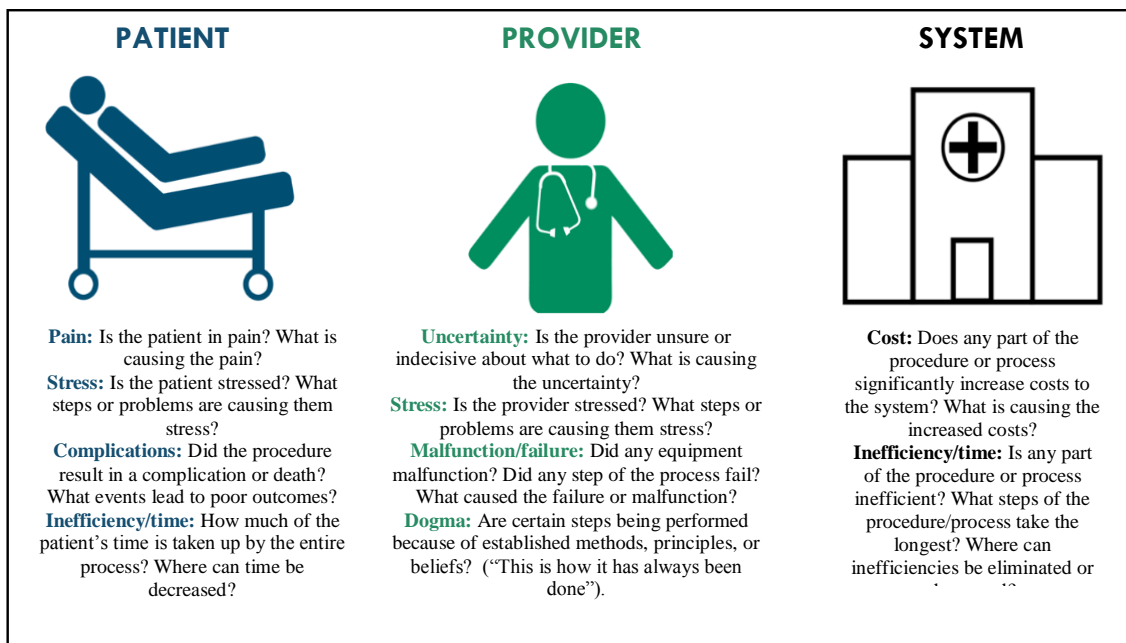 PATIENT
Pain: Is the patient in pain? What is
causing the pain?
Stress: Is the patient stressed? What
steps or problems are causing them
stress?
Complications: Did the procedure
result in a complication or death?
What events lead to poor outcomes?
Inefficiency/time: How much of the
patient's time is taken up by the entire
process? Where can time be
decreased?
PROVIDER
Uncertainty: Is the provider unsure or
indecisive about what to do? What is causing
the uncertainty?
Stress: Is the provider stressed? What steps or
problems are causing them stress?
Malfunction/failure: Did any equipment
malfunction? Did any step of the process fail?
What caused the failure or malfunction?
Dogma: Are certain steps being performed
because of established methods, principles, or
beliefs? (“This is how it has always been
done”).
SYSTEM
Cost: Does any part of the
procedure or process
significantly increase costs to
the system? What is causing the
increased costs?
Inefficiency/time: Is any part
of the procedure or process
inefficient? What steps of the
procedure/process take the
longest? Where can
inefficiencies be eliminated or